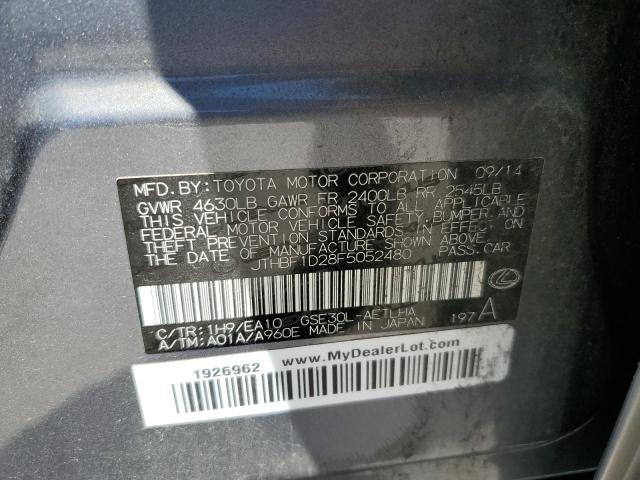 MFD. BY: TOYOTA MOTOR CORPORATION 09/14
GVWR 4630LB GAWR FR 2400LB RR 2545LB
THIS VEHICLE CONFORMS TO ALL APPLICABLE
FEDERAL MOTOR VEHICLE SAFETY, BUMPER AND
THEFT PREVENTION STANDARDS IN EFFECT ON
THE DATE OF MANUFACTURE SHOWN ABOVE.
JTHBF1D28F5052480 PASS.CAR
C/TR: 1H9/EA10 GSE30L-AETLHA 197A
A/TM: A01A/A960E MADE IN JAPAN
1926962 www.MyDealerLot.com